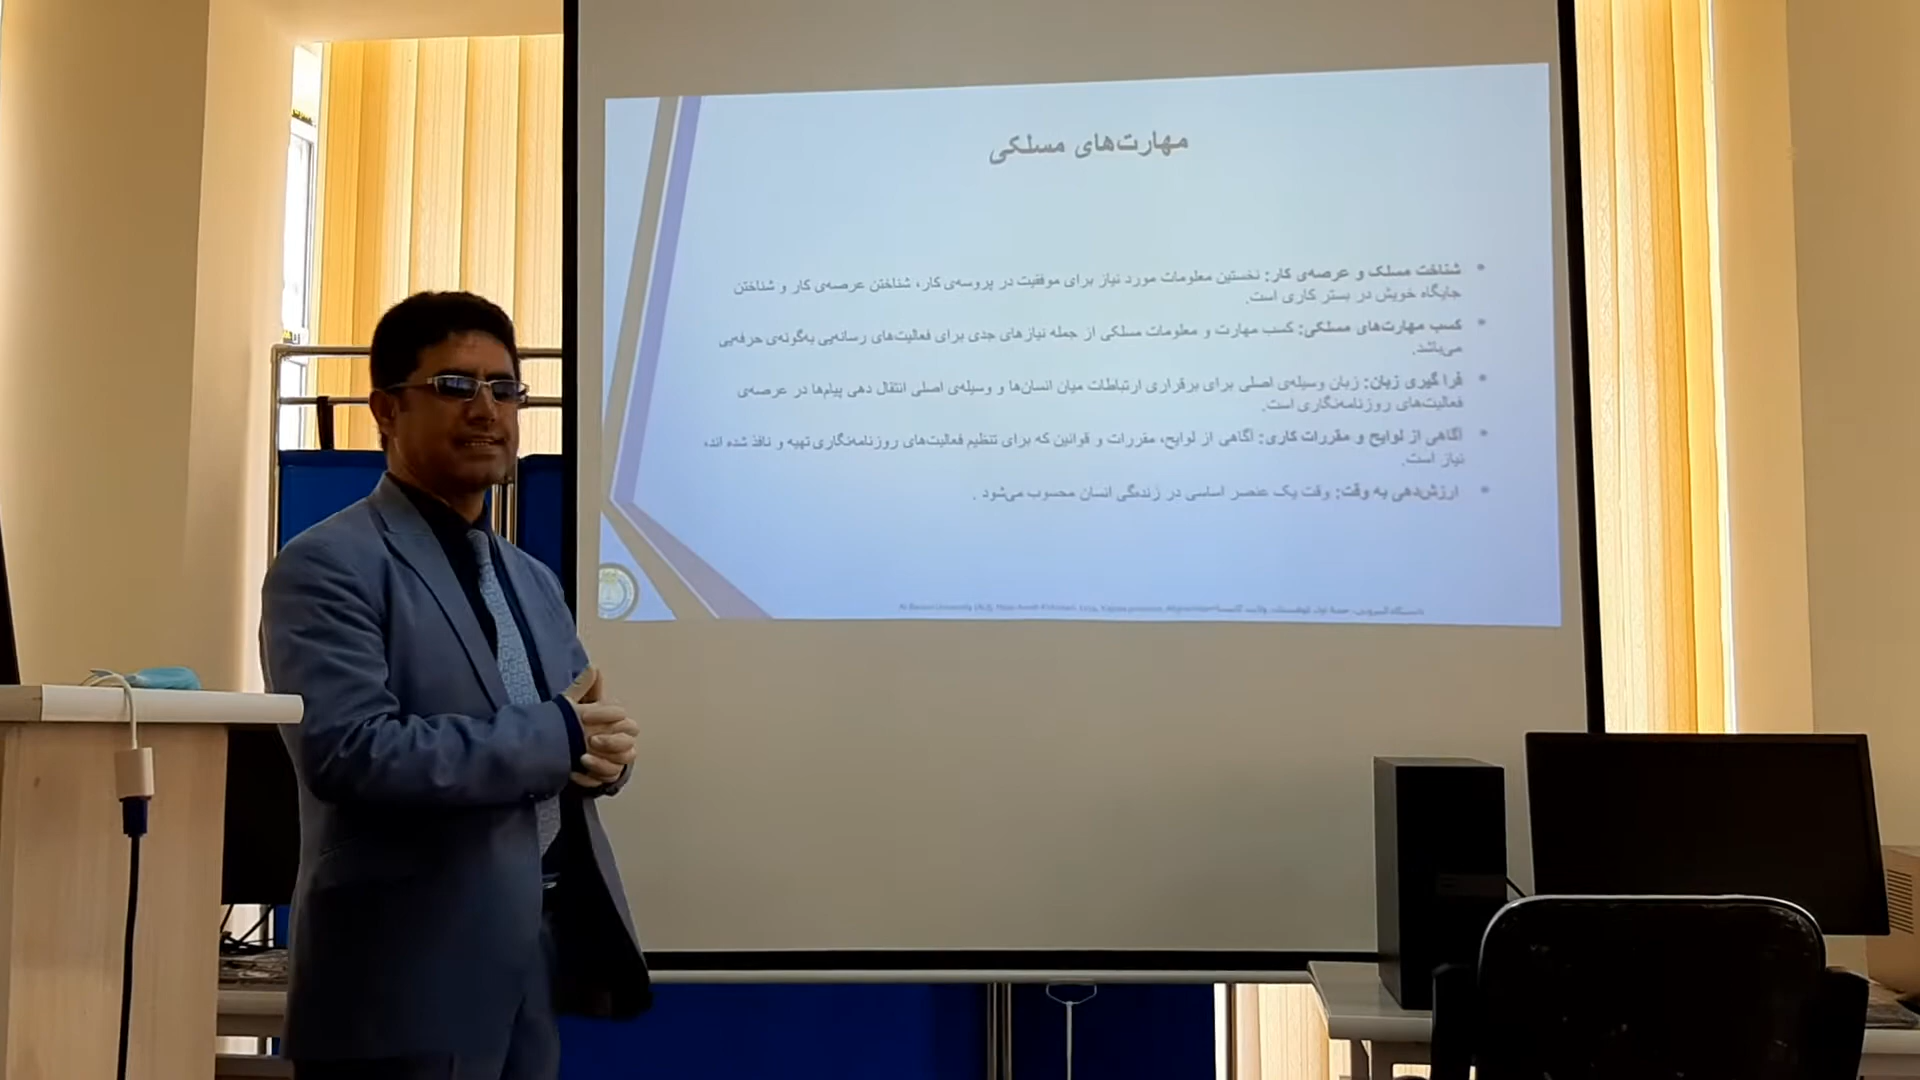 مهارت‌های مسلکی
• شناخت مسلک و عرصه‌ی کار: نخستین معلومات مورد نیاز برای موفقیت در پروسه‌ی کار، شناختن عرصه‌ی کار و شناختن
جایگاه خویش در بستر کاری است.
• کسب مهارت‌های مسلکی: کسب مهارت و معلومات مسلکی از جمله نیازهای جدی برای فعالیت‌های رسانه‌یی به‌گونه‌ی حرفه‌یی
می‌باشد.
• فرا گیری زبان: زبان وسیله‌ی اصلی برای برقراری ارتباطات میان انسان‌ها و وسیله‌ی اصلی انتقال دهی پیام‌ها در عرصه‌ی
فعالیت‌های روزنامه‌نگاری است.
• آگاهی از لوایح و مقررات کاری: آگاهی از لوایح، مقررات و قوانین که برای تنظیم فعالیت‌های روزنامه‌نگاری تهیه و نافذ شده اند،
نیاز است.
• ارزش‌دهی به وقت: وقت یک عنصر اساسی در زندگی انسان محسوب می‌شود .